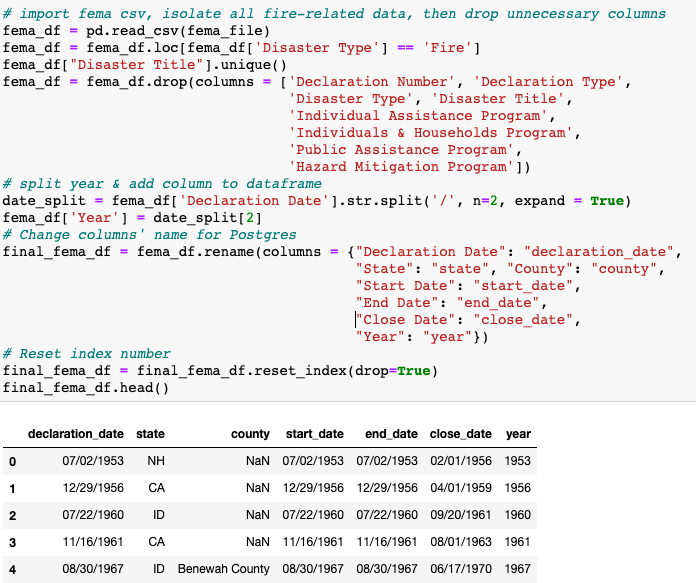 # import fema csv, isolate all fire-related data, then drop unnecessary columns
fema_df = pd.read_csv(fema_file)
fema_df = fema_df.loc[fema_df['Disaster Type'] == 'Fire']
fema_df["Disaster Title"].unique()
fema_df = fema_df.drop(columns = ['Declaration Number', 'Declaration Type',
'Disaster Type', 'Disaster Title',
'Individual Assistance Program',
'Individuals & Households Program',
'Public Assistance Program',
'Hazard Mitigation Program'])
# split year & add column to dataframe
date_split = fema_df['Declaration Date'].str.split('/', n=2, expand = True)
fema_df['Year'] = date_split[2]
# Change columns' name for Postgres
final_fema_df = fema_df.rename(columns = {"Declaration Date": "declaration_date",
"State": "state", "County": "county",
"Start Date": "start_date",
"End Date": "end_date",
"Close Date": "close_date",
"Year": "year"})
# Reset index number
final_fema_df = final_fema_df.reset_index(drop=True)
final_fema_df.head()
declaration_date state county start_date end_date close_date year
0 07/02/1953 NH NaN 07/02/1953 07/02/1953 02/01/1956 1953
1 12/29/1956 CA NaN 12/29/1956 12/29/1956 04/01/1959 1956
2 07/22/1960 ID NaN 07/22/1960 07/22/1960 09/20/1961 1960
3 11/16/1961 CA NaN 11/16/1961 11/16/1961 08/01/1963 1961
4 08/30/1967 ID Benewah County 08/30/1967 08/30/1967 06/17/1970 1967